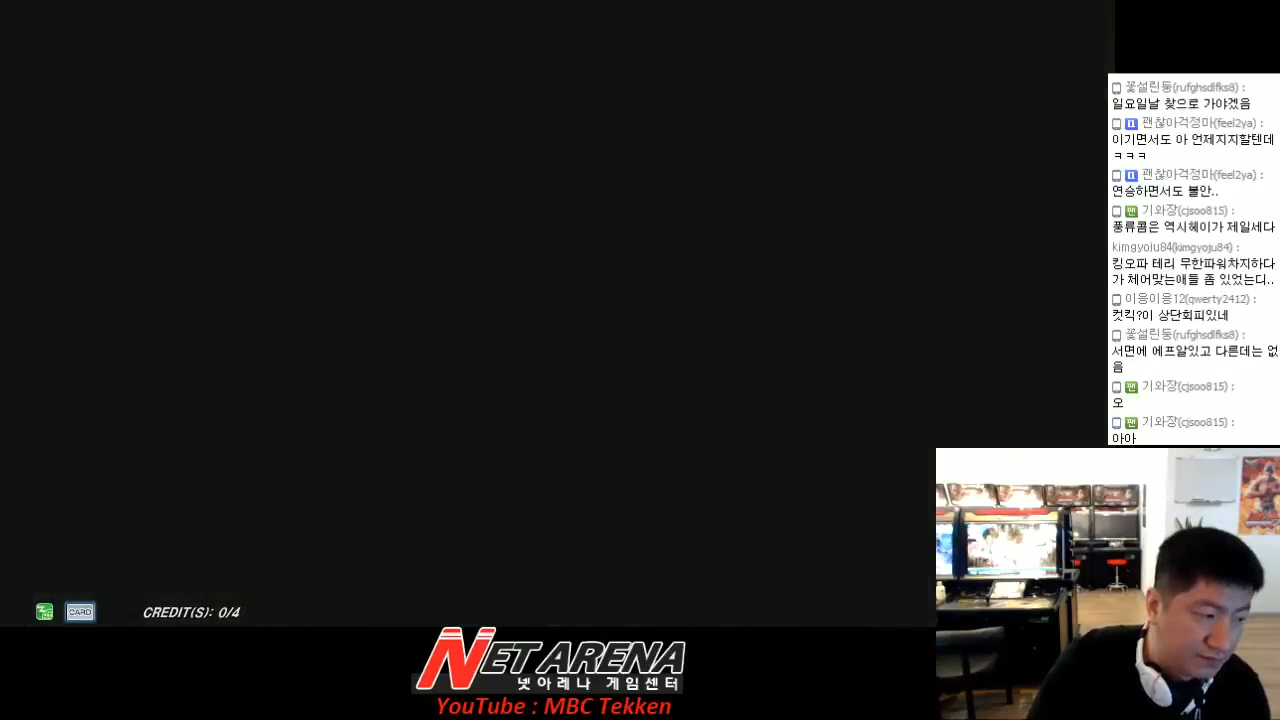 꽃설린둥(rufghsdlfks8) :
일요일날 찾으로 가야겠음
괜찮아걱정마(feel2ya) :
이기면서도 아 언제지지할텐데
ㅋㅋㅋ
괜찮아걱정마(feel2ya) :
연승하면서도 불안..
팬 기와장(cjsoo815) :
풍류콤은 역시헤이가 제일세다
kimgyoju84(kimgyoju84) :
킹오파 테리 무한파워차지하다
가 체어맞는애들 좀 있었는디..
이응이응12(qwerty2412) :
컷킥?이 상단회피있네
꽃설린둥(rufghsdlfks8) :
서면에 에프알있고 다른데는 없
음
팬 기와장(cjsoo815) :
오
팬 기와장(cjsoo815) :
아아
CARD CREDIT(S): 0/4
NET ARENA
넷아레나 게임센터
YouTube : MBC Tekken